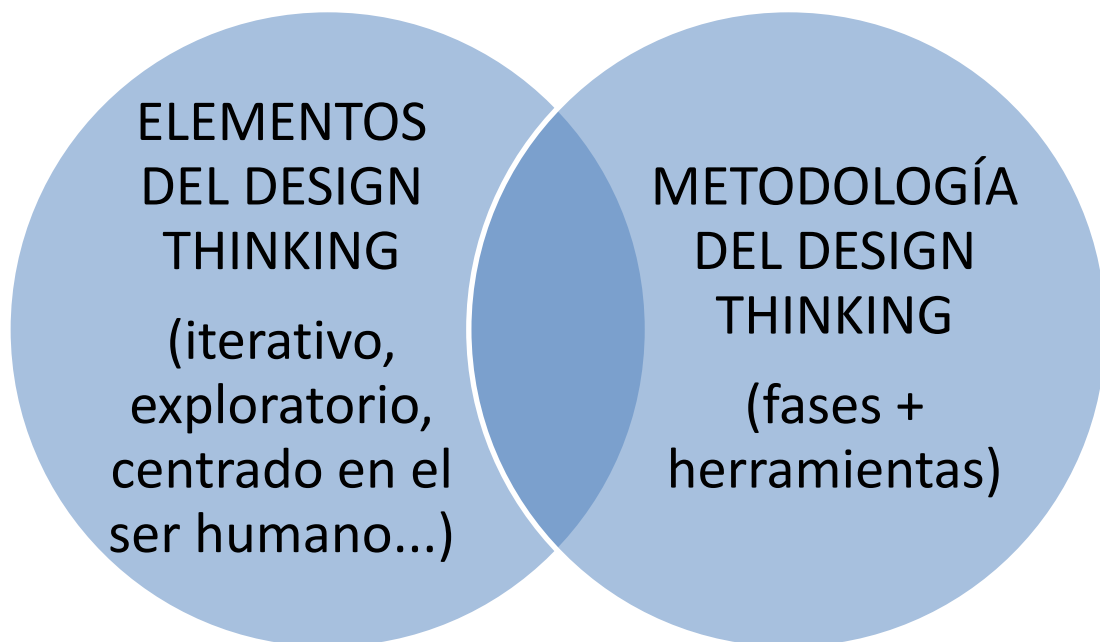 ELEMENTOS
DEL DESIGN
THINKING
(iterativo,
exploratorio,
centrado en el
ser humano...)
METODOLOGÍA
DEL DESIGN
THINKING
(fases +
herramientas)